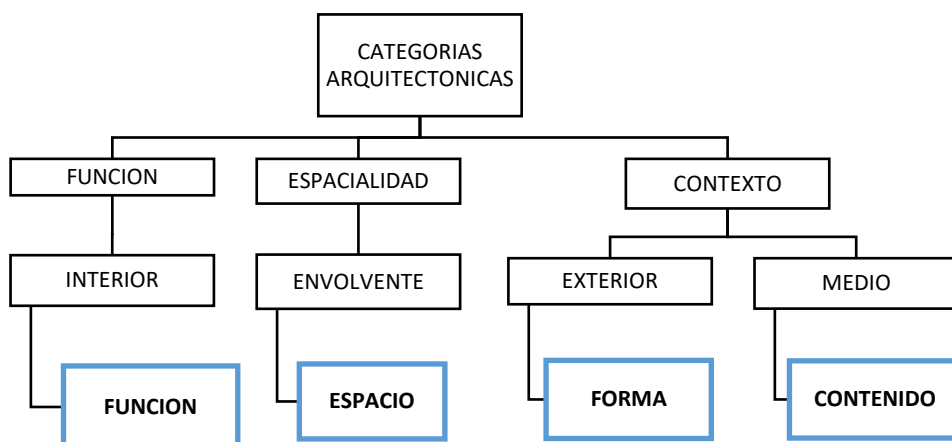 CATEGORIAS
ARQUITECTONICAS
FUNCION
ESPACIALIDAD
CONTEXTO
INTERIOR
ENVOLVENTE
EXTERIOR
MEDIO
FUNCION
ESPACIO
FORMA
CONTENIDO